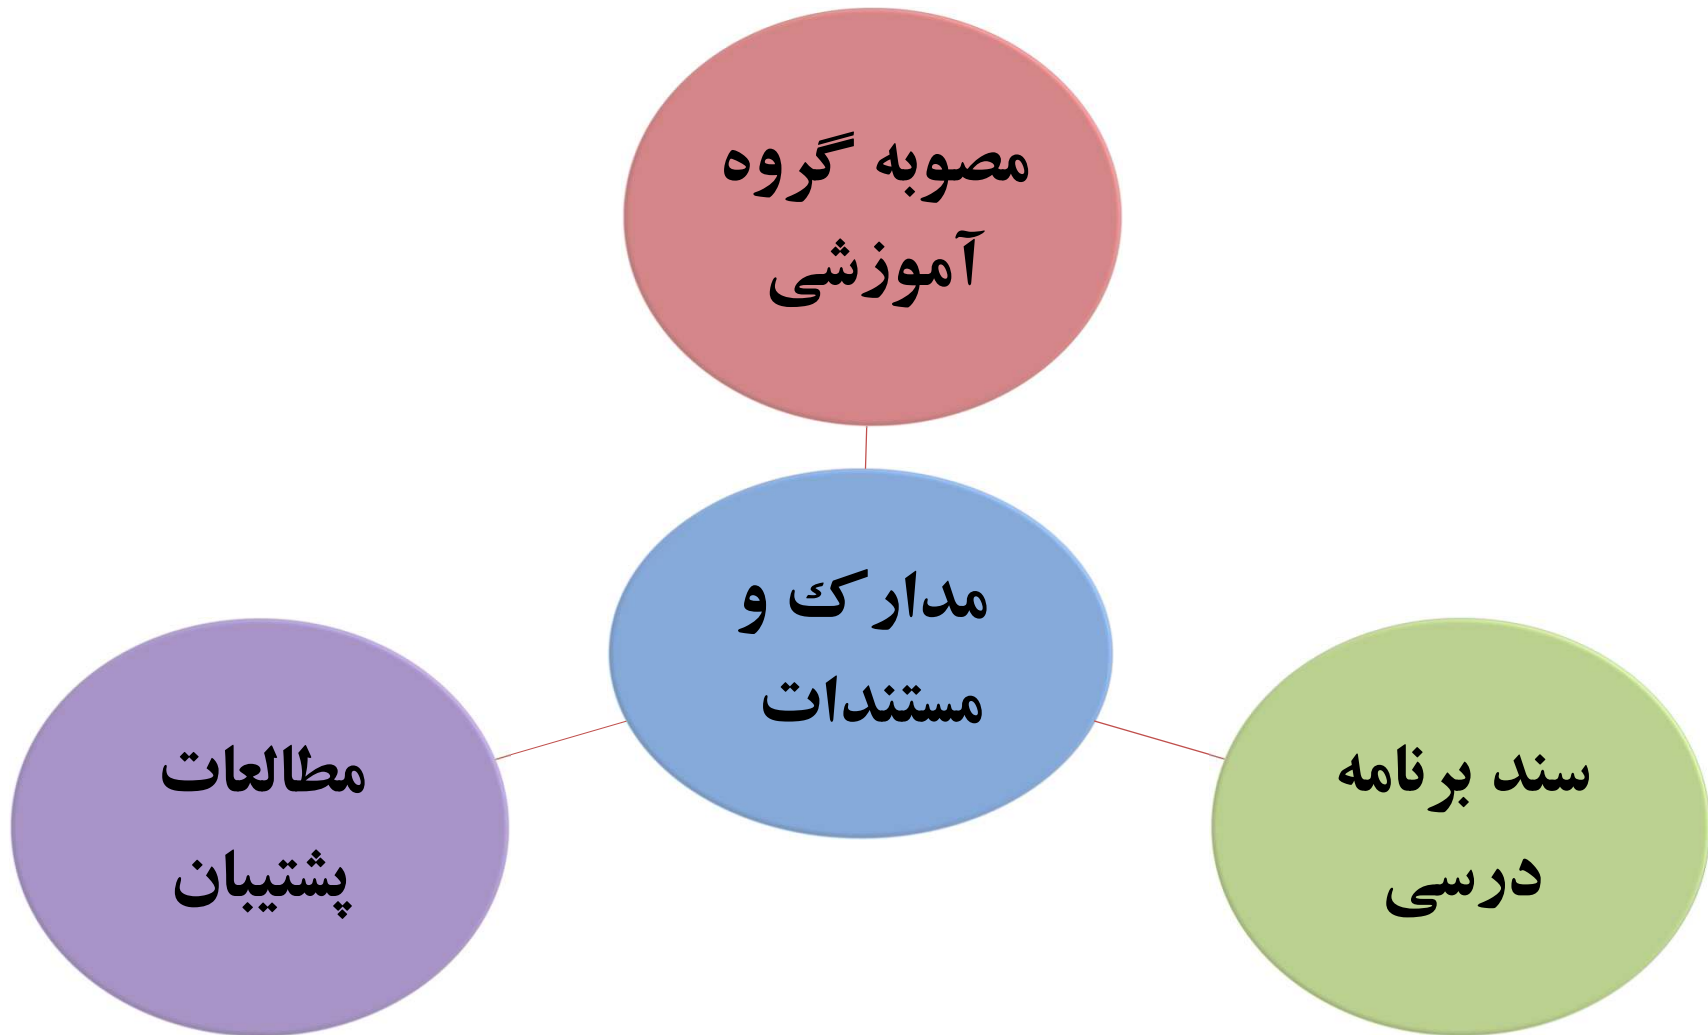 مصوبه گروه
آموزشی
مدارک و
مستندات
سند برنامه
درسی
مطالعات
پشتیبان